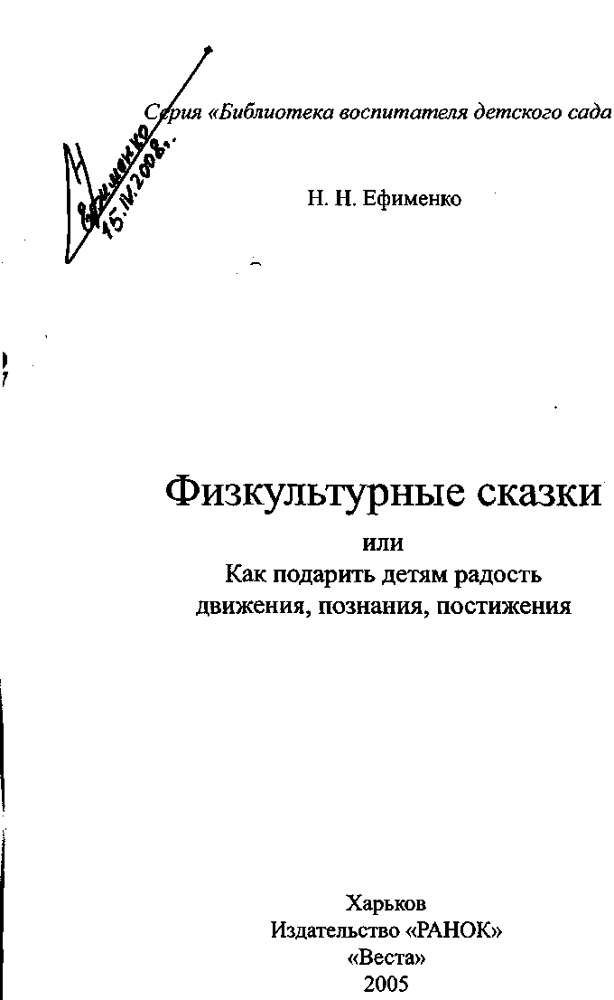 Серия «Библиотека воспитателя детского сада
Ефименко
15.IV.2008г.
Н. Н. Ефименко
Физкультурные сказки
или
Как подарить детям радость
движения, познания, постижения
Харьков
Издательство «РАНОК»
«Веста»
2005